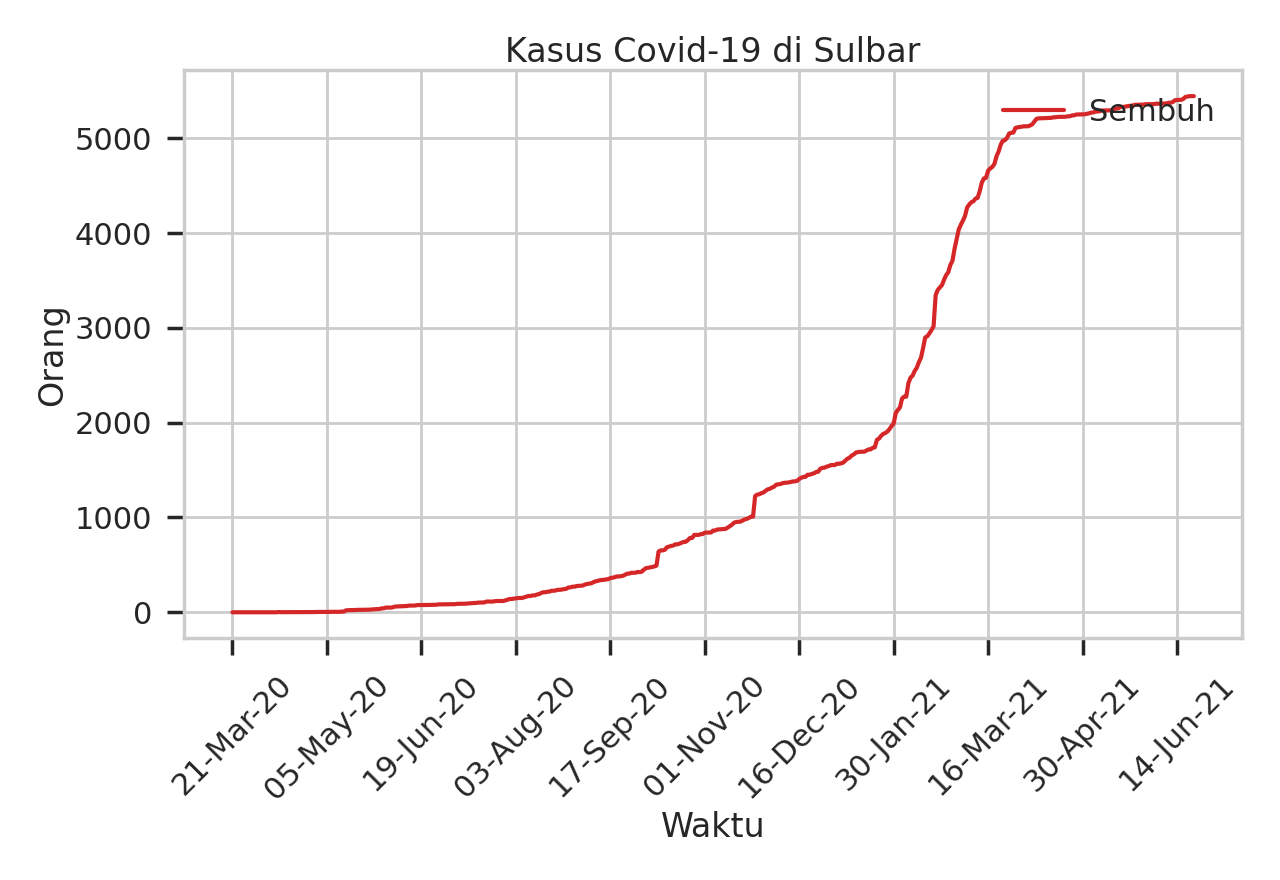 Kasus Covid-19 di Sulbar
Sembuh
Orang
5000
4000
3000
2000
1000
0
21-Mar-20
05-May-20
19-Jun-20
03-Aug-20
17-Sep-20
01-Nov-20
16-Dec-20
30-Jan-21
16-Mar-21
30-Apr-21
14-Jun-21
Waktu